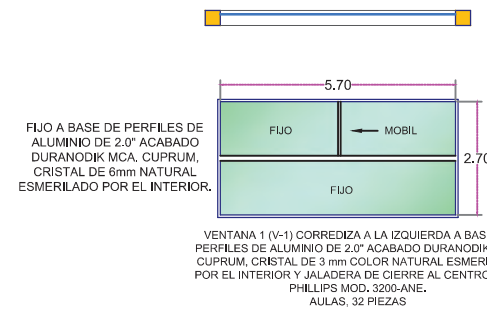 5.70
FIJO
MOBIL
2.70
FIJO
FIJO A BASE DE PERFILES DE
ALUMINIO DE 2.0" ACABADO
DURANODIK MCA. CUPRUM,
CRISTAL DE 6mm NATURAL
ESMERILADO POR EL INTERIOR.
VENTANA 1 (V-1) CORREDIZA A LA IZQUIERDA A BAS
PERFILES DE ALUMINIO DE 2.0" ACABADO DURANODIK
CUPRUM, CRISTAL DE 3 mm COLOR NATURAL ESMERI
POR EL INTERIOR Y JALADERA DE CIERRE AL CENTRO
PHILLIPS MOD. 3200-ANE.
AULAS, 32 PIEZAS